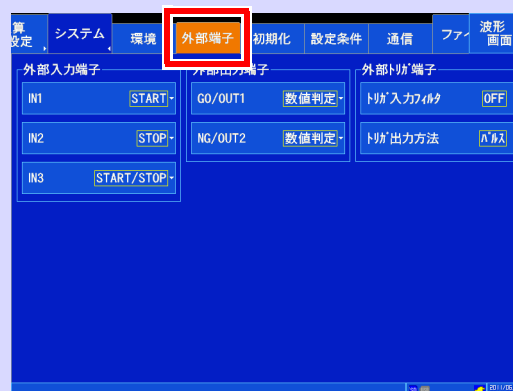 算
設定
システム
環境
外部端子
初期化
設定条件
通信
ファイ
波形
画面
外部入力端子
IN1 START
IN2 STOP
IN3 START/STOP
外部出力端子
GO/OUT1 数値判定
NG/OUT2 数値判定
外部トリガ端子
トリガ入力フィルタ OFF
トリガ出力方法 パルス